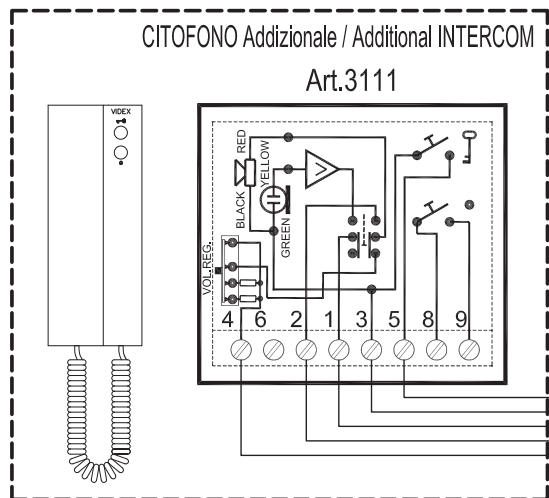 CITOFONO Addizionale / Additional INTERCOM
Art.3111
VIDEX
RED
YELLOW
BLACK
GREEN
VOL.REG.
4 6 2 1 3 5 8 9